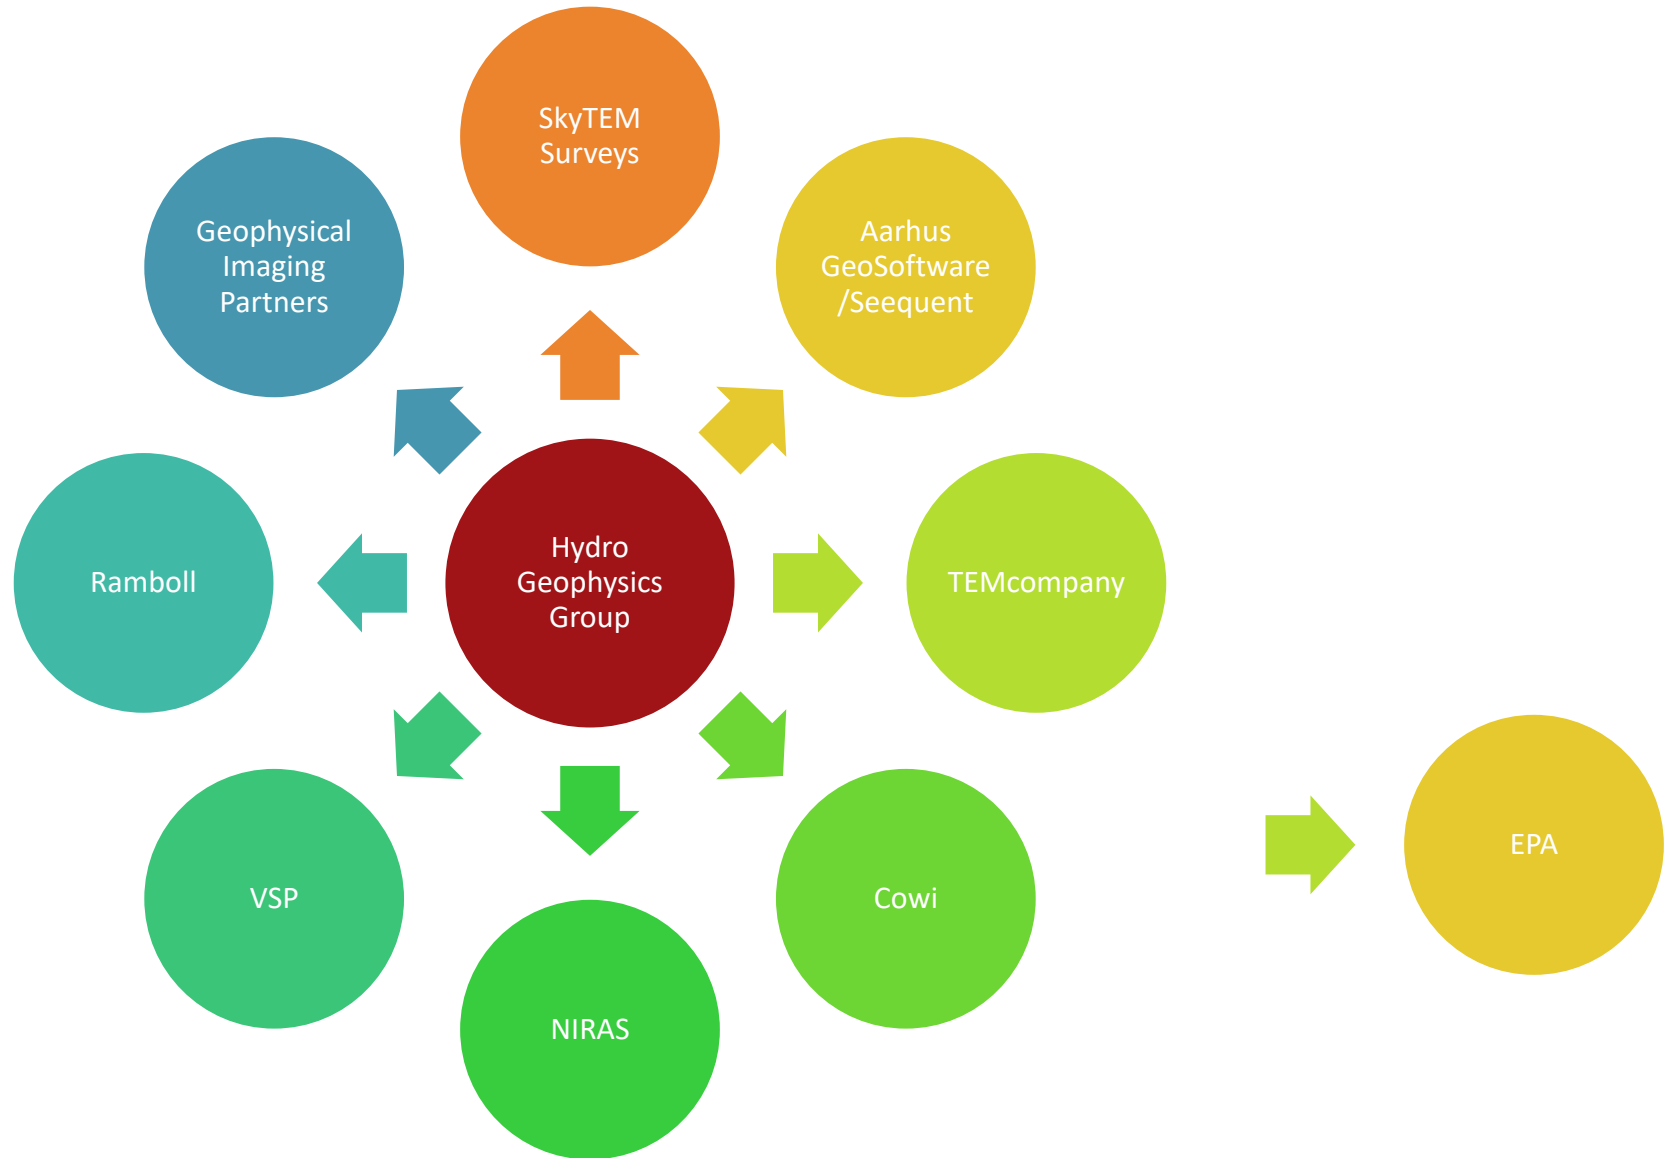 SkyTEM
Surveys
Geophysical
Imaging
Partners
Aarhus
GeoSoftware
/Seequent
Hydro
Geophysics
Group
Ramboll
TEMcompany
VSP
Cowi
EPA
NIRAS